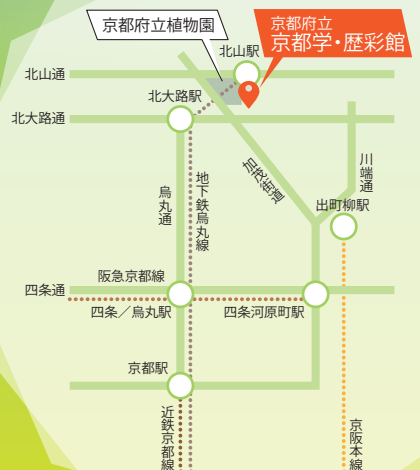 京都府立植物園
京都府立
京都学・歴彩館
北山駅
北山通
北大路駅
北大路通
加茂街道
川端通
烏丸通
地下鉄烏丸線
出町柳駅
阪急京都線
四条通
四条／烏丸駅
四条河原町駅
京都駅
近鉄京都線
京阪本線